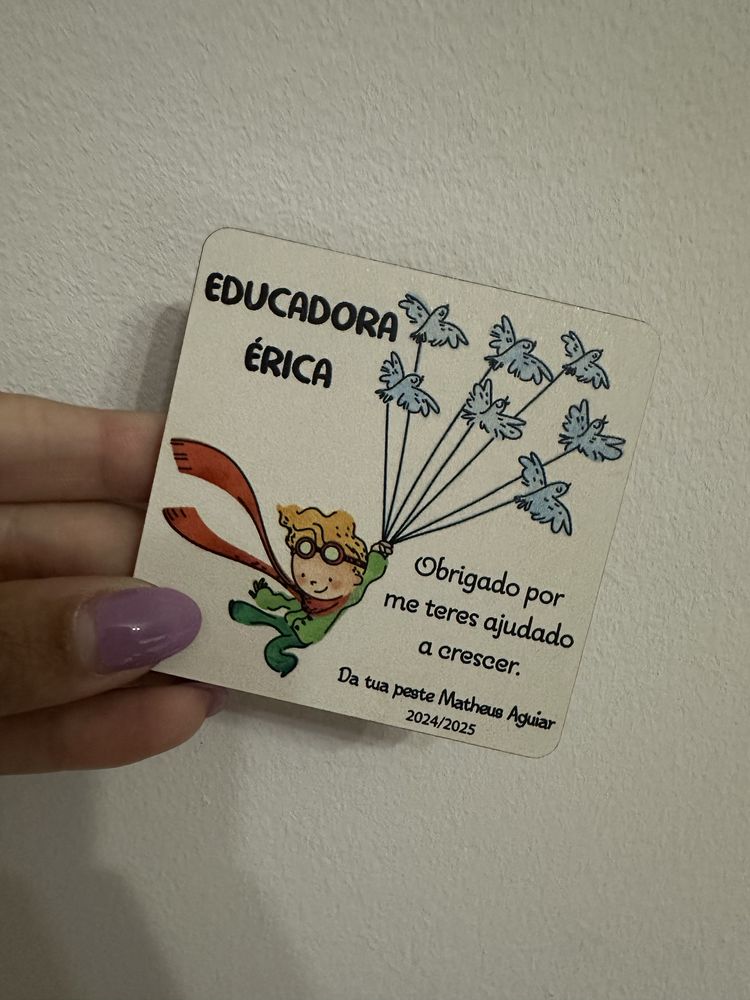 EDUCADORA
ÉRICA
Obrigado por
me teres ajudado
a crescer.
Da tua peste Matheus Aguiar
2024/2025